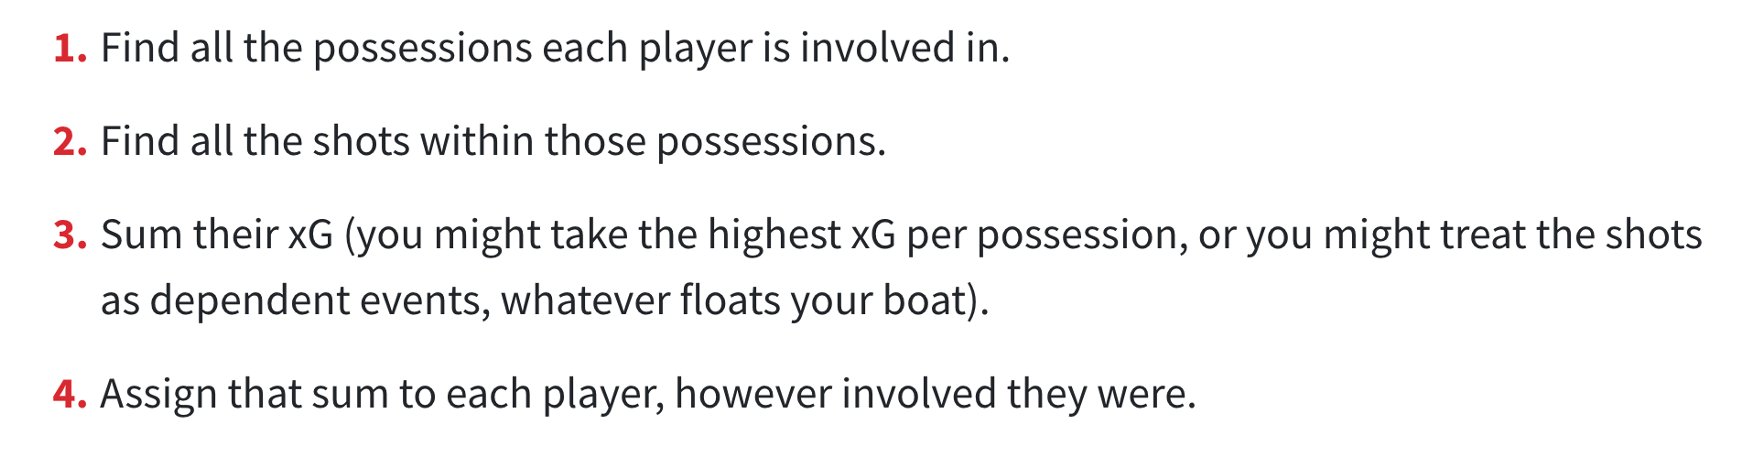 1. Find all the possessions each player is involved in.
2. Find all the shots within those possessions.
3. Sum their xG (you might take the highest xG per possession, or you might treat the shots
as dependent events, whatever floats your boat).
4. Assign that sum to each player, however involved they were.